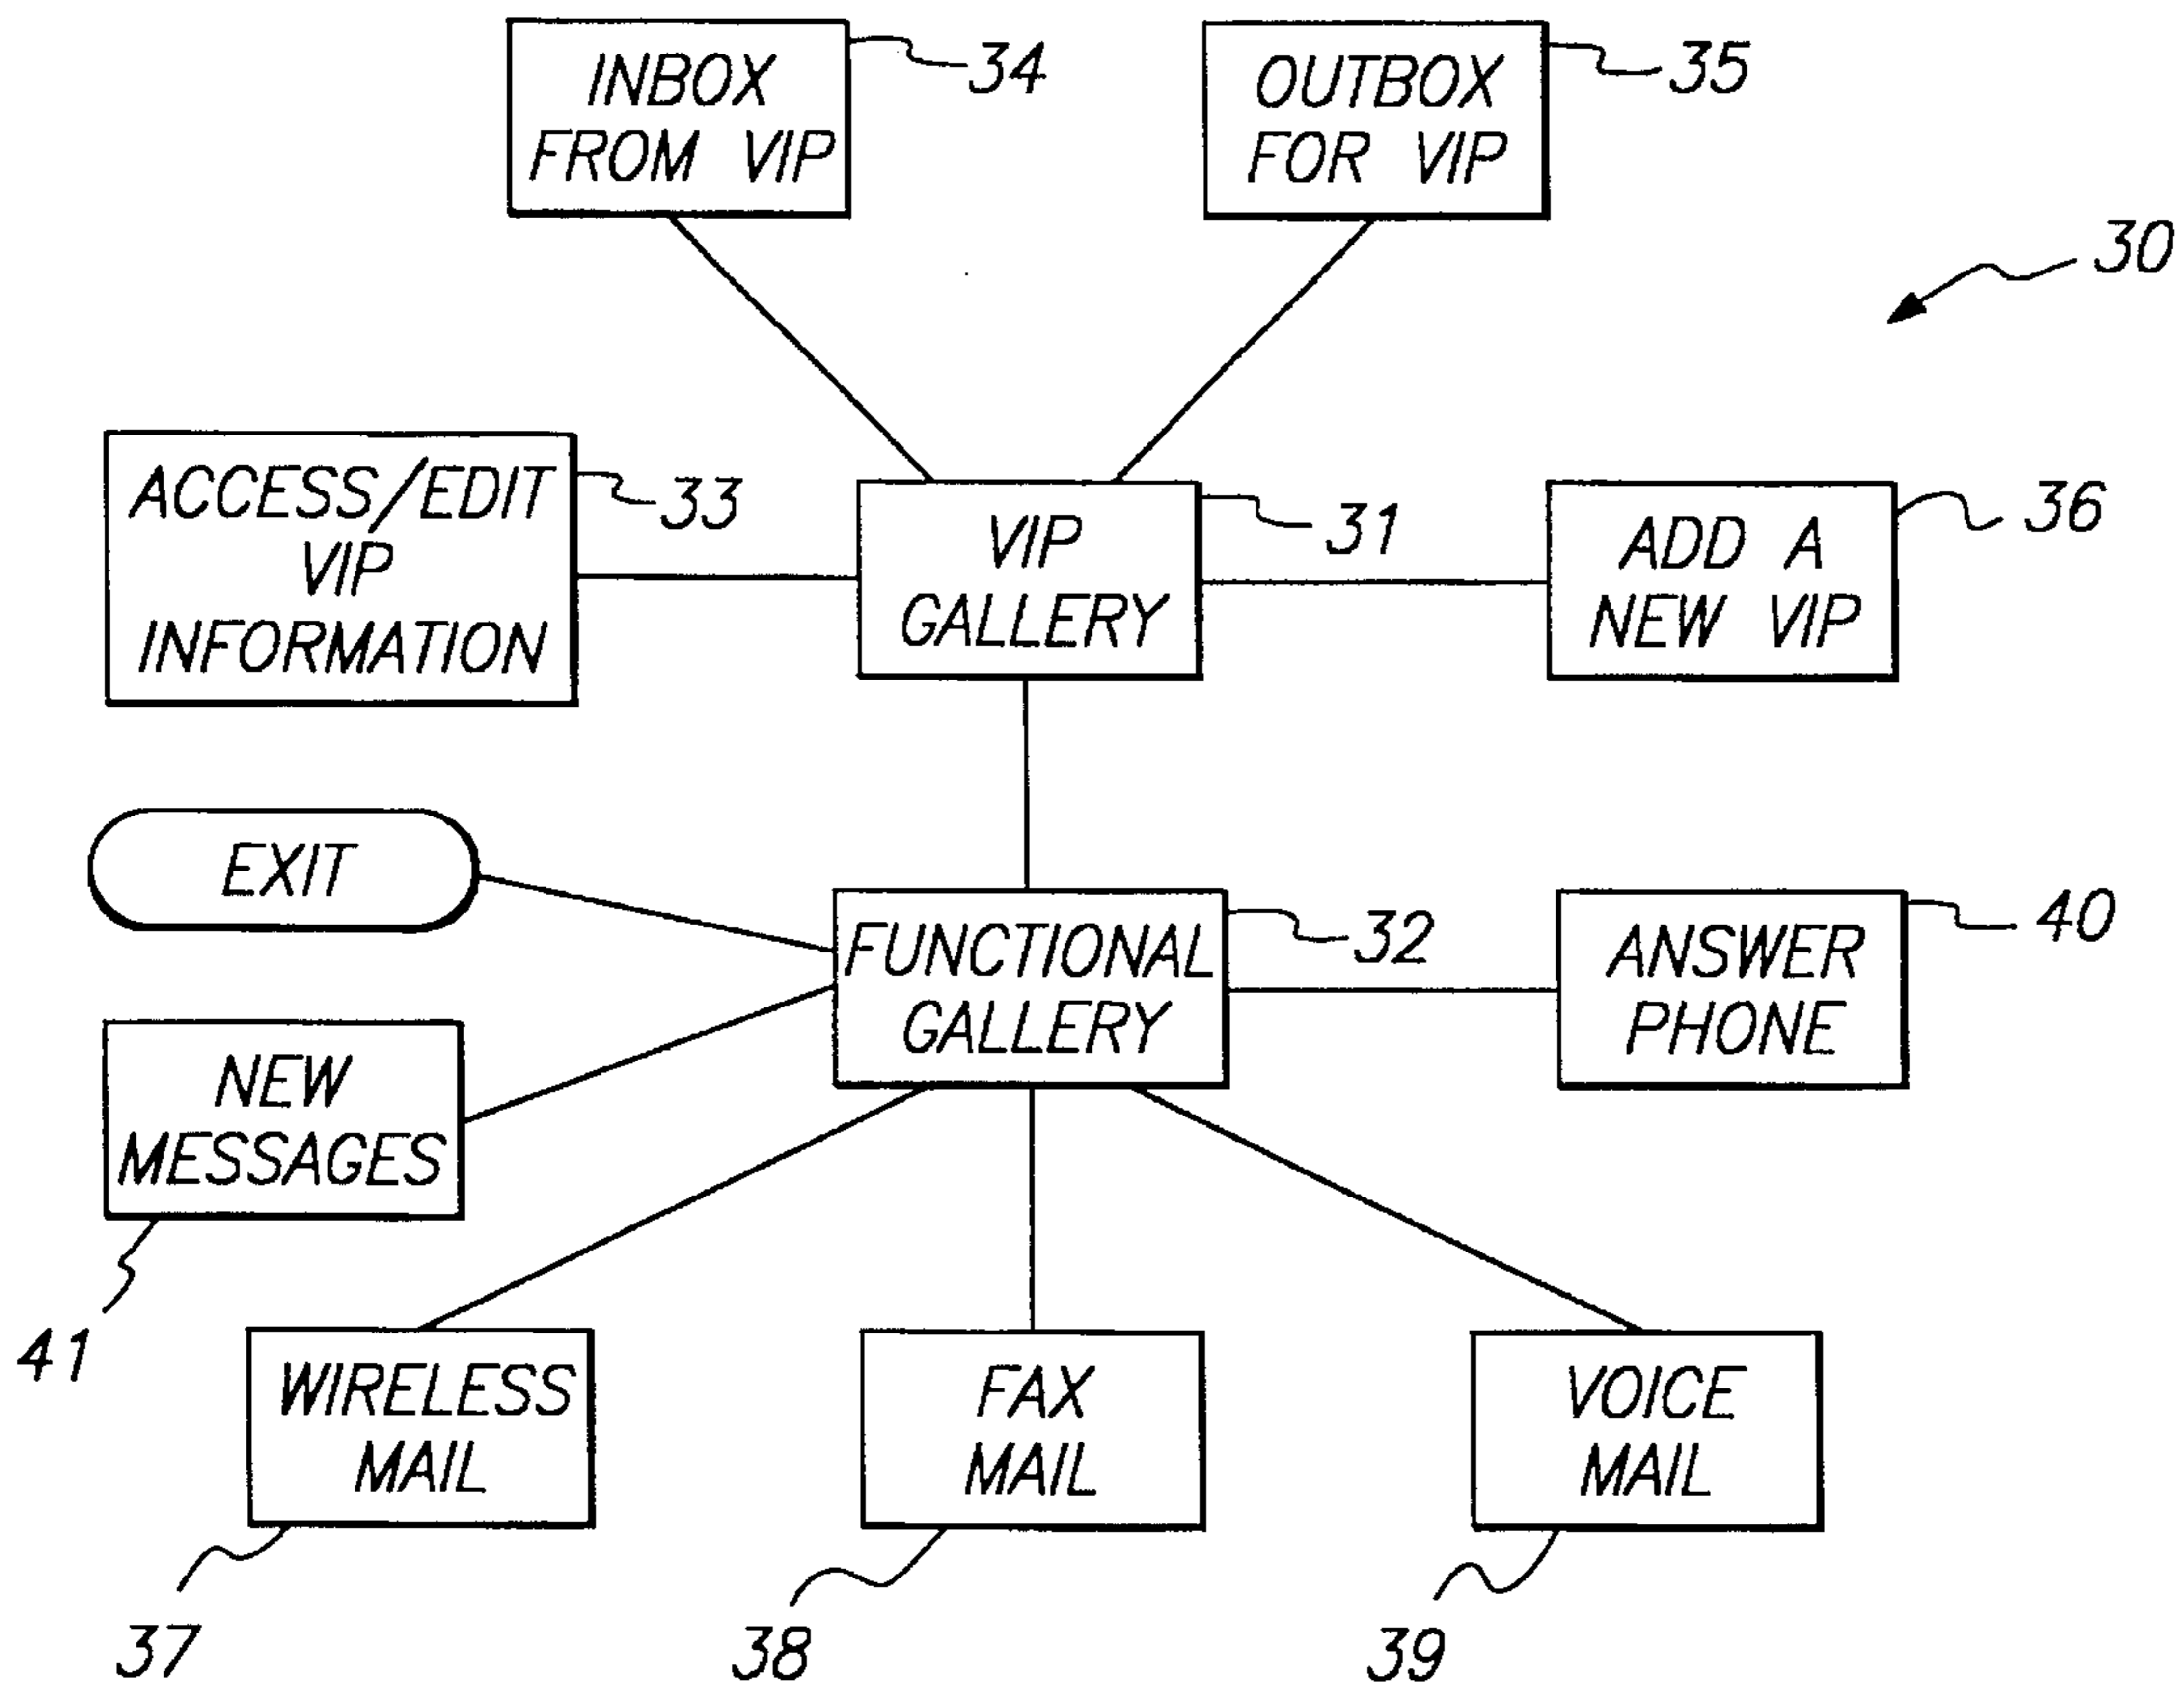 INBOX
FROM VIP
34
OUTBOX
FOR VIP
35
30
ACCESS/EDIT
VIP
INFORMATION
33
VIP
GALLERY
31
ADD A
NEW VIP
36
EXIT
FUNCTIONAL
GALLERY
32
ANSWER
PHONE
40
NEW
MESSAGES
41
WIRELESS
MAIL
37
FAX
MAIL
38
VOICE
MAIL
39